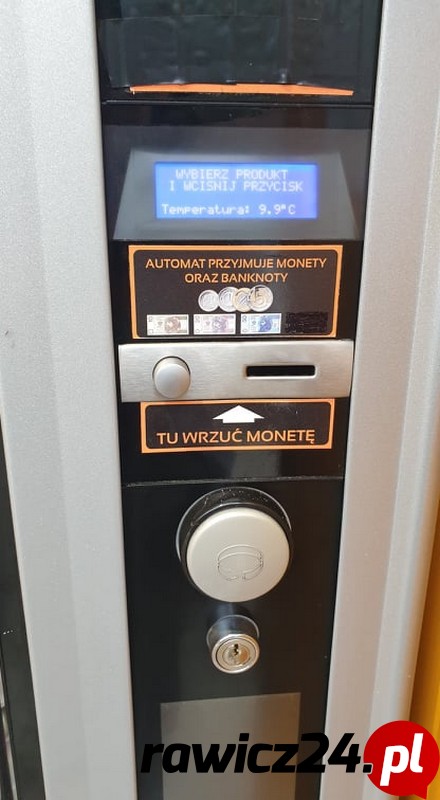 WYBIERZ PRODUKT
I WCISNIJ PRZYCISK
Temperatura: 9.9°C
AUTOMAT PRZYJMUJE MONETY
ORAZ BANKNOTY
TU WRZUĆ MONETĘ
rawicz24.pl